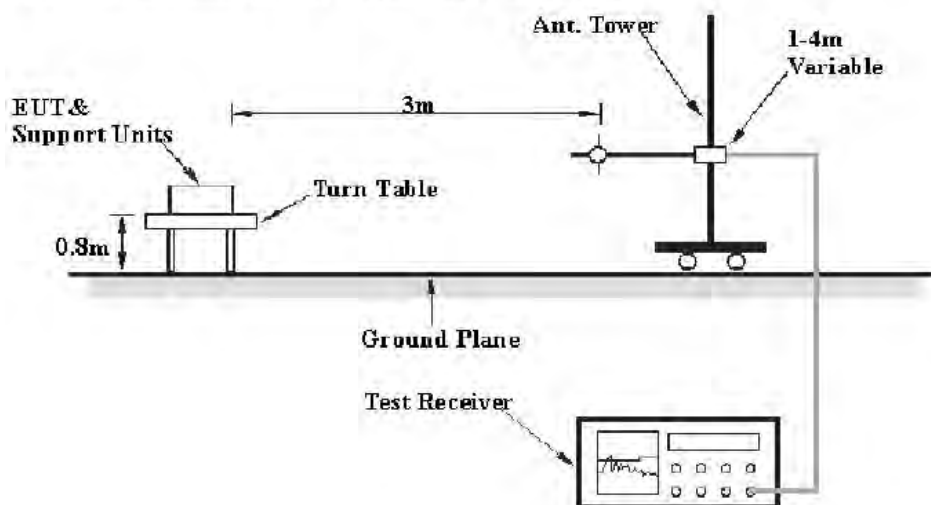 Ant. Tower
1-4m
Variable
EUT &
Support Units
3m
Turn Table
0.8m
Ground Plane
Test Receiver